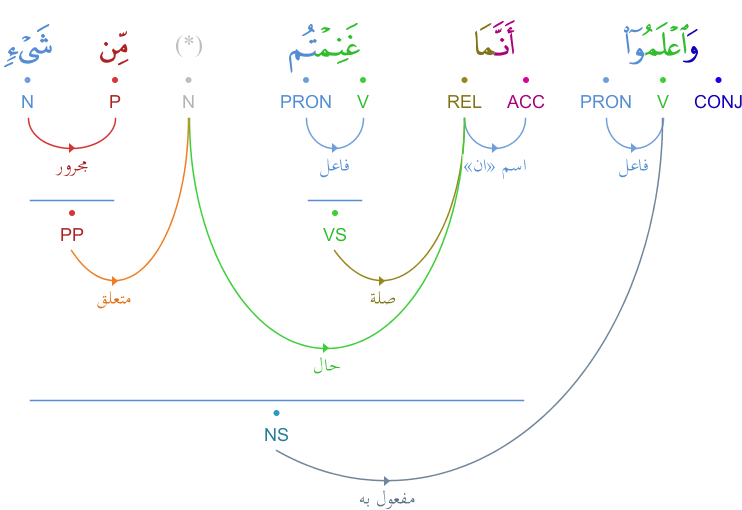 وَٱعْلَمُوٓا۟ أَنَّمَا غَنِمْتُم (*) مِّن شَىْءٍ
CONJ V PRON ACC REL V PRON N P N
فاعل اسم «ان» فاعل مجرور
VS PP
صلة متعلق
حال
NS
مفعول به